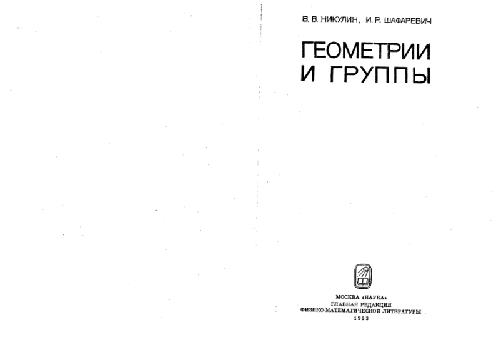 В. В. НИКУЛИН, И. Р. ШАФАРЕВИЧ
ГЕОМЕТРИИ
И ГРУППЫ
МОСКВА «НАУКА»
ГЛАВНАЯ РЕДАКЦИЯ
ФИЗИКО-МАТЕМАТИЧЕСКОЙ ЛИТЕРАТУРЫ
1983